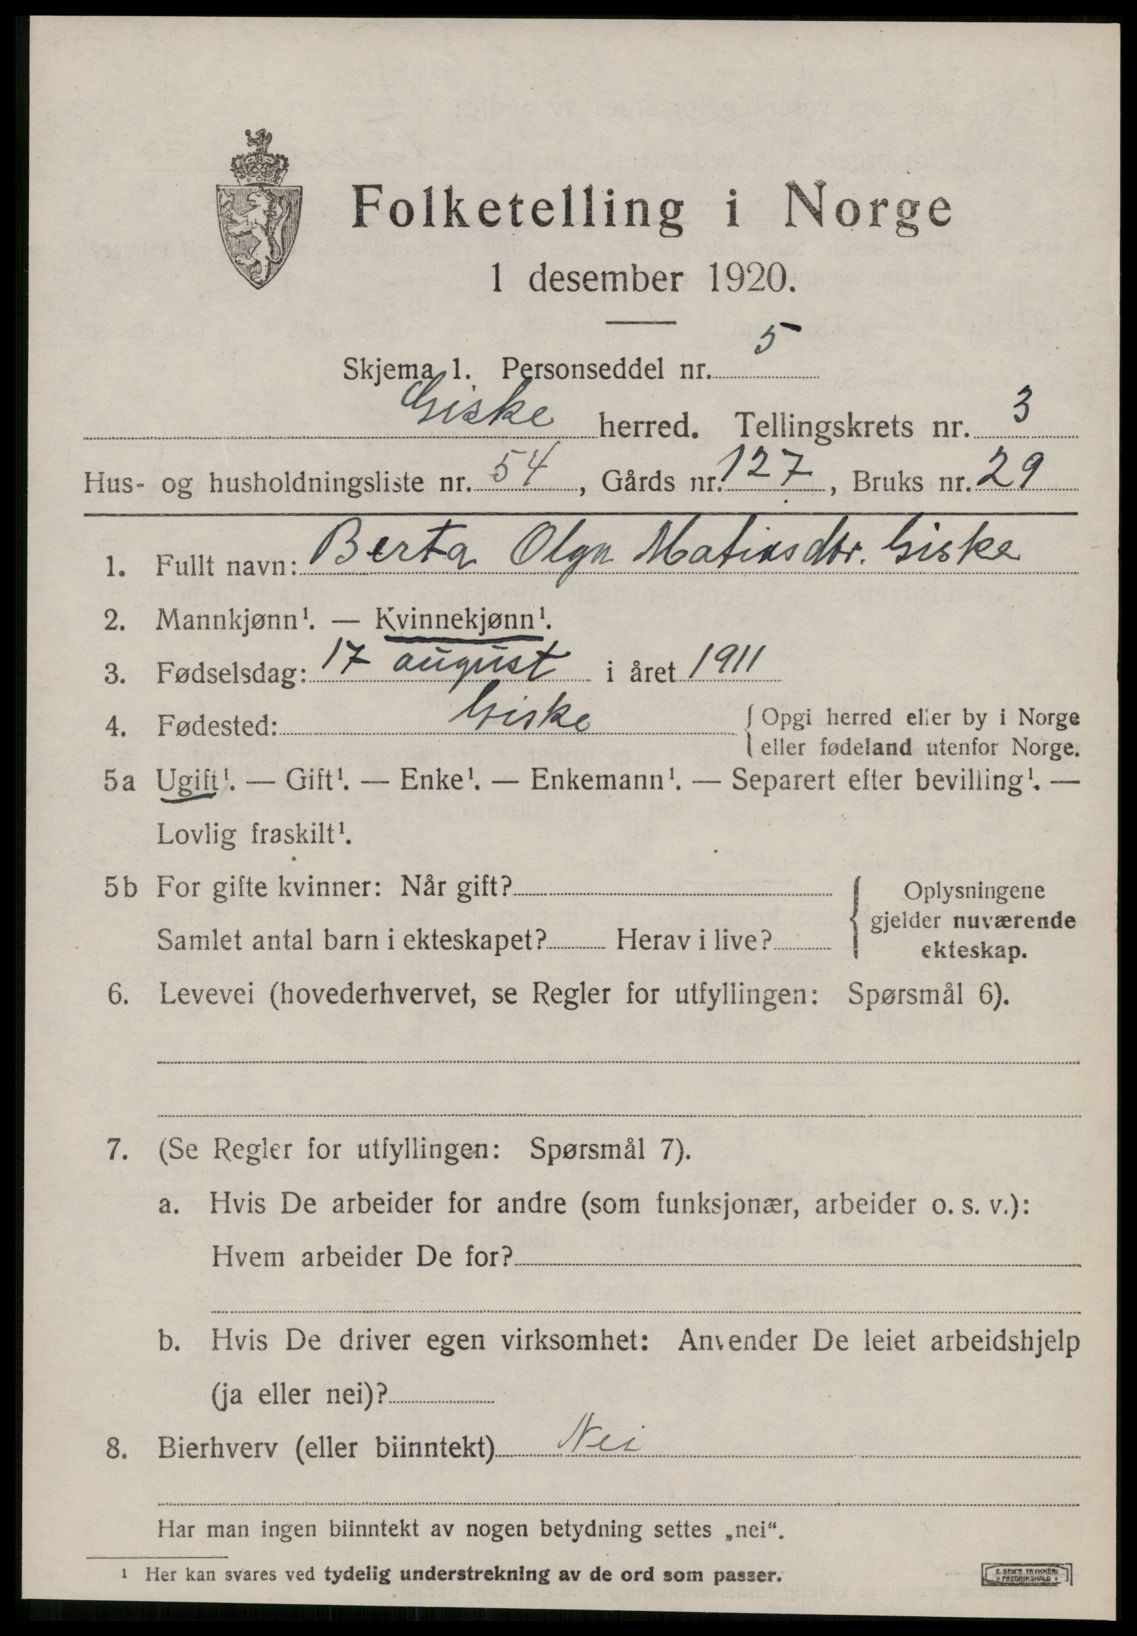 Folketelling i Norge
1 desember 1920.
Skjema 1. Personseddel nr. 5
Giske herred. Tellingskrets nr. 3
Hus- og husholdningsliste nr. 54, Gårds nr. 127, Bruks nr. 29
1. Fullt navn: Berta Olga Matiasdtr. Giske
2. Mannkjønn¹. — Kvinnekjønn¹.
3. Fødselsdag: 17 august i året 1911
4. Fødested: Giske { Opgi herred eller by i Norge
eller fødeland utenfor Norge.
5a Ugift¹. — Gift¹. — Enke¹. — Enkemann¹. — Separert efter bevilling¹. —
Lovlig fraskilt¹.
5b For gifte kvinner: Når gift?
Samlet antal barn i ekteskapet? Herav i live?
Oplysningene
gjelder nuværende
ekteskap.
6. Levevei (hovederhvervet, se Regler for utfyllingen: Spørsmål 6).
7. (Se Regler for utfyllingen: Spørsmål 7).
a. Hvis De arbeider for andre (som funksjonær, arbeider o. s. v.):
Hvem arbeider De for?
b. Hvis De driver egen virksomhet: Anvender De leiet arbeidshjelp
(ja eller nei)?
8. Bierhverv (eller biinntekt) Nei
Har man ingen biinntekt av nogen betydning settes „nei“.
¹ Her kan svares ved tydelig understrekning av de ord som passer.
E. SEM'S TRYKKERI
FREDRIKSHALD